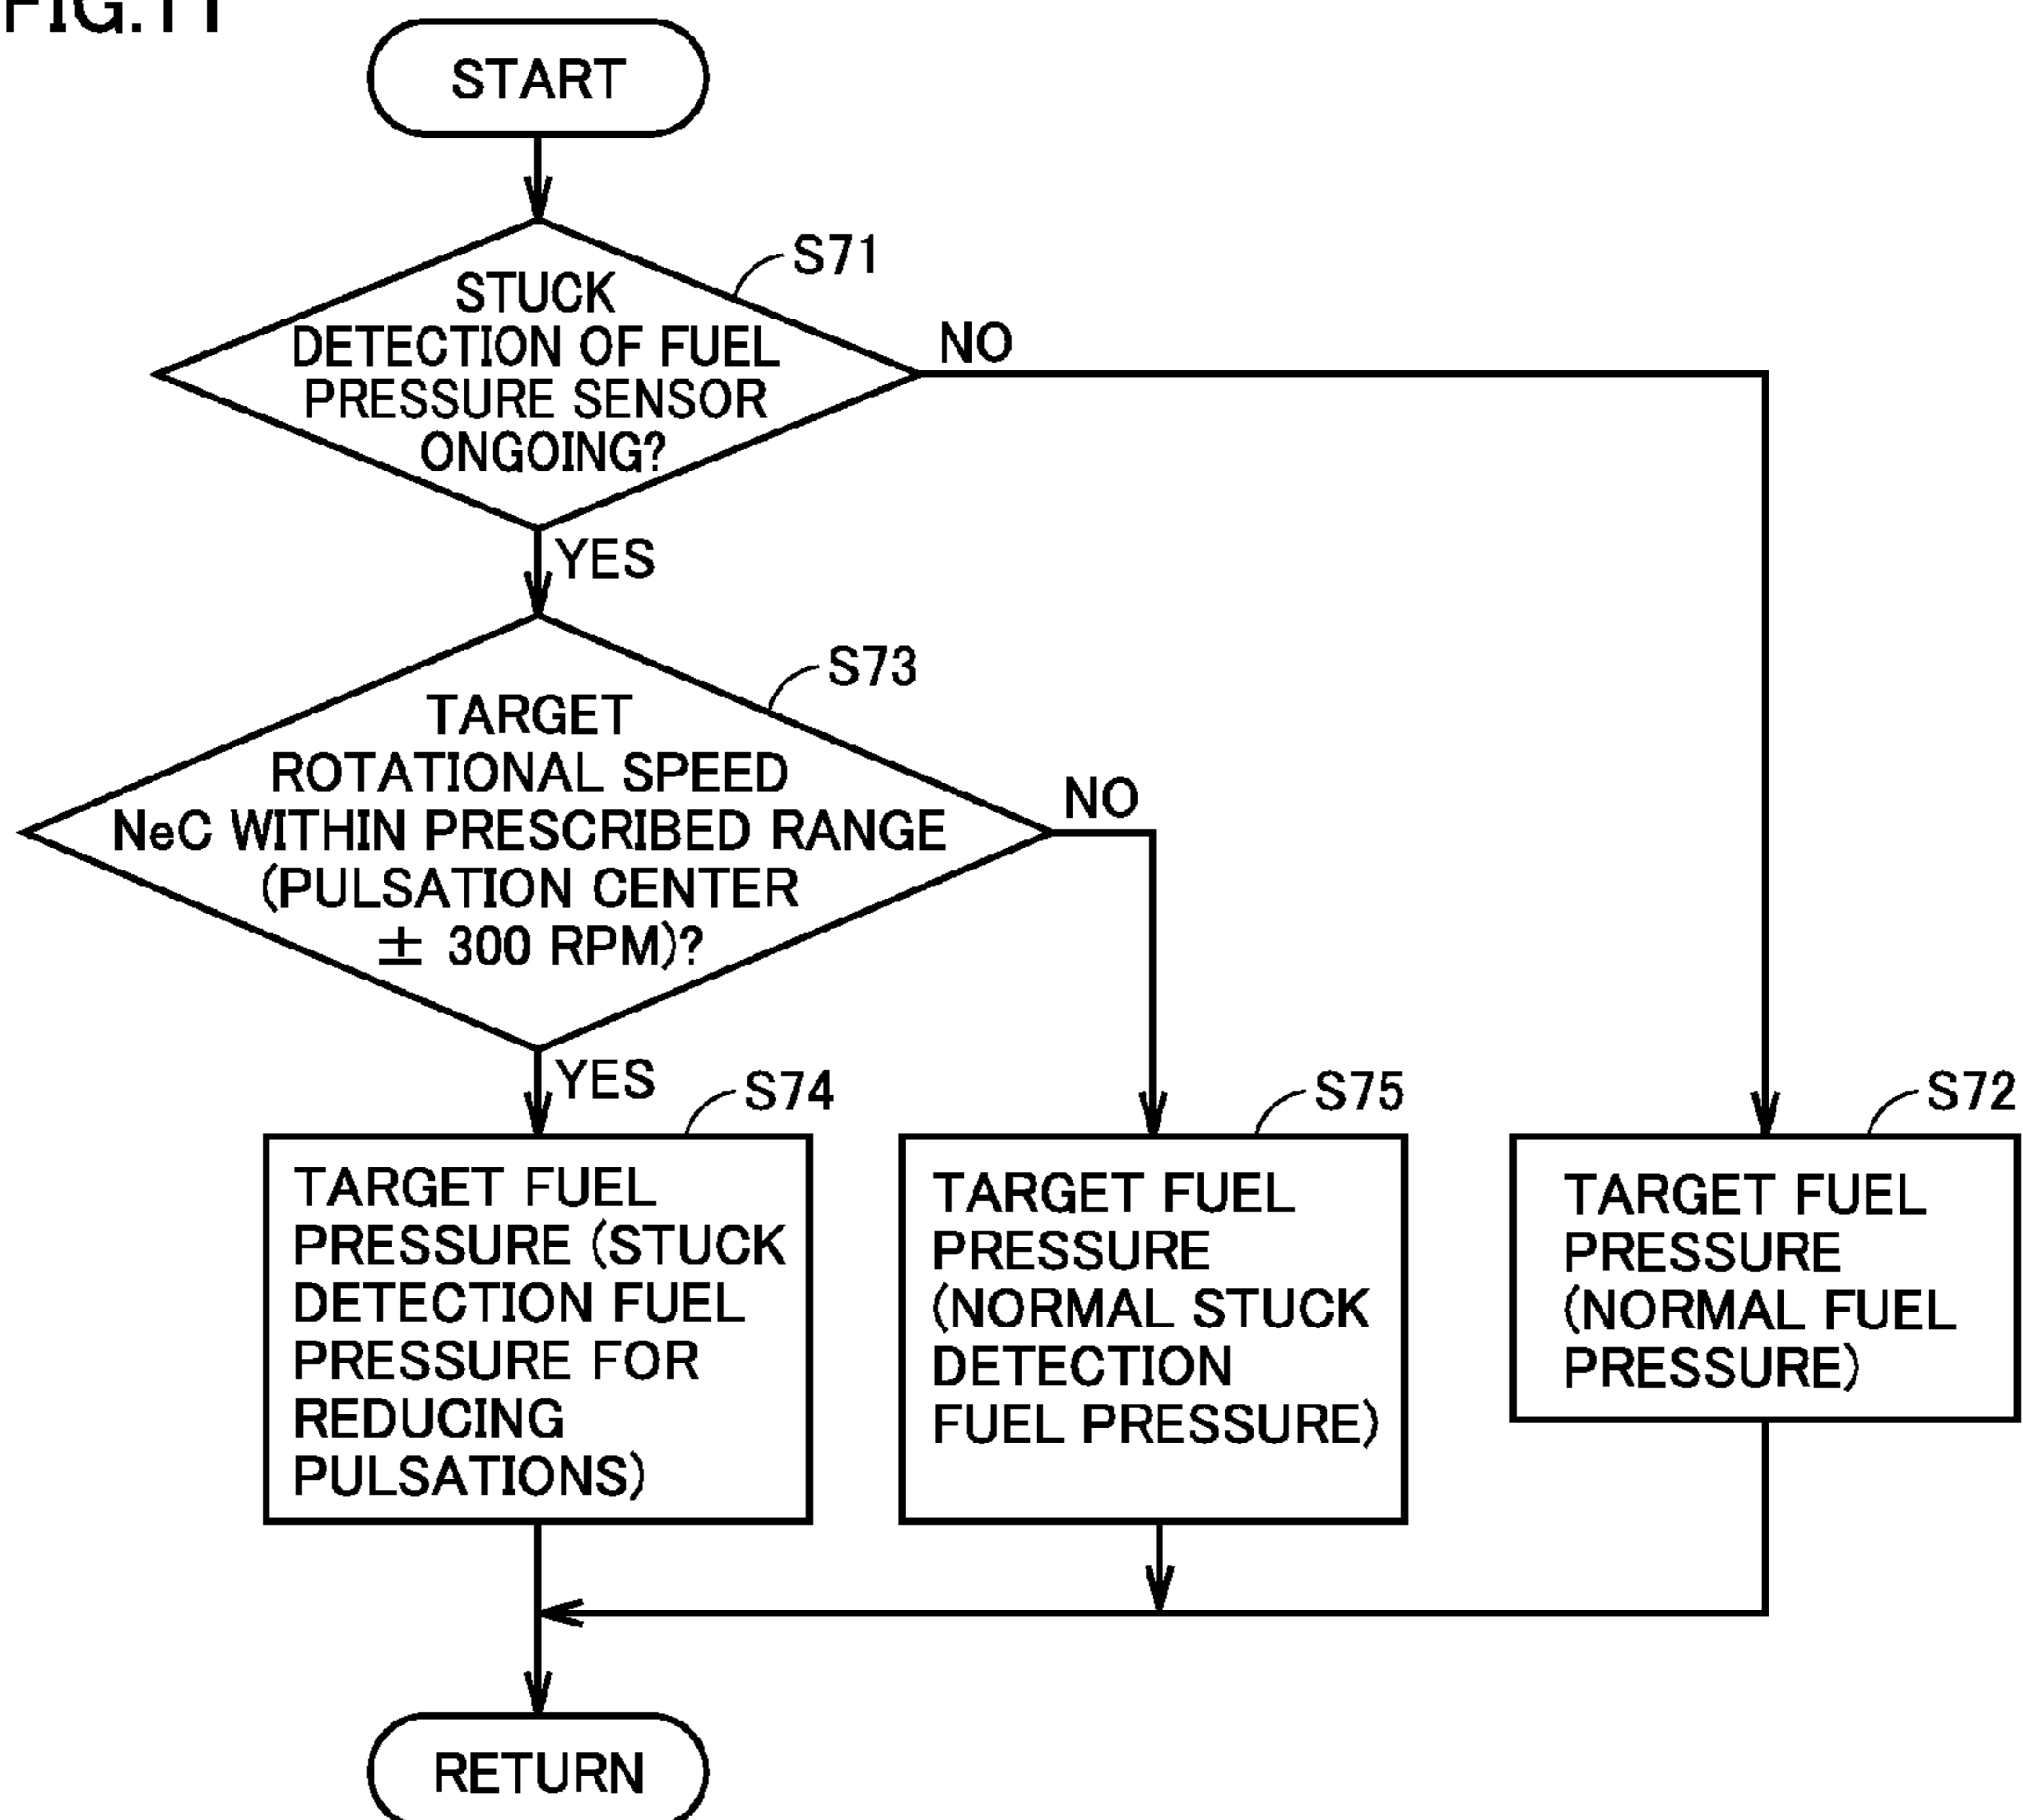 FIG.11
START
S71
STUCK
DETECTION OF FUEL
PRESSURE SENSOR
ONGOING?
NO
YES
S73
TARGET
ROTATIONAL SPEED
NeC WITHIN PRESCRIBED RANGE
(PULSATION CENTER
± 300 RPM)?
NO
YES
S74
TARGET FUEL
PRESSURE (STUCK
DETECTION FUEL
PRESSURE FOR
REDUCING
PULSATIONS)
S75
TARGET FUEL
PRESSURE
(NORMAL STUCK
DETECTION
FUEL PRESSURE)
S72
TARGET FUEL
PRESSURE
(NORMAL FUEL
PRESSURE)
RETURN